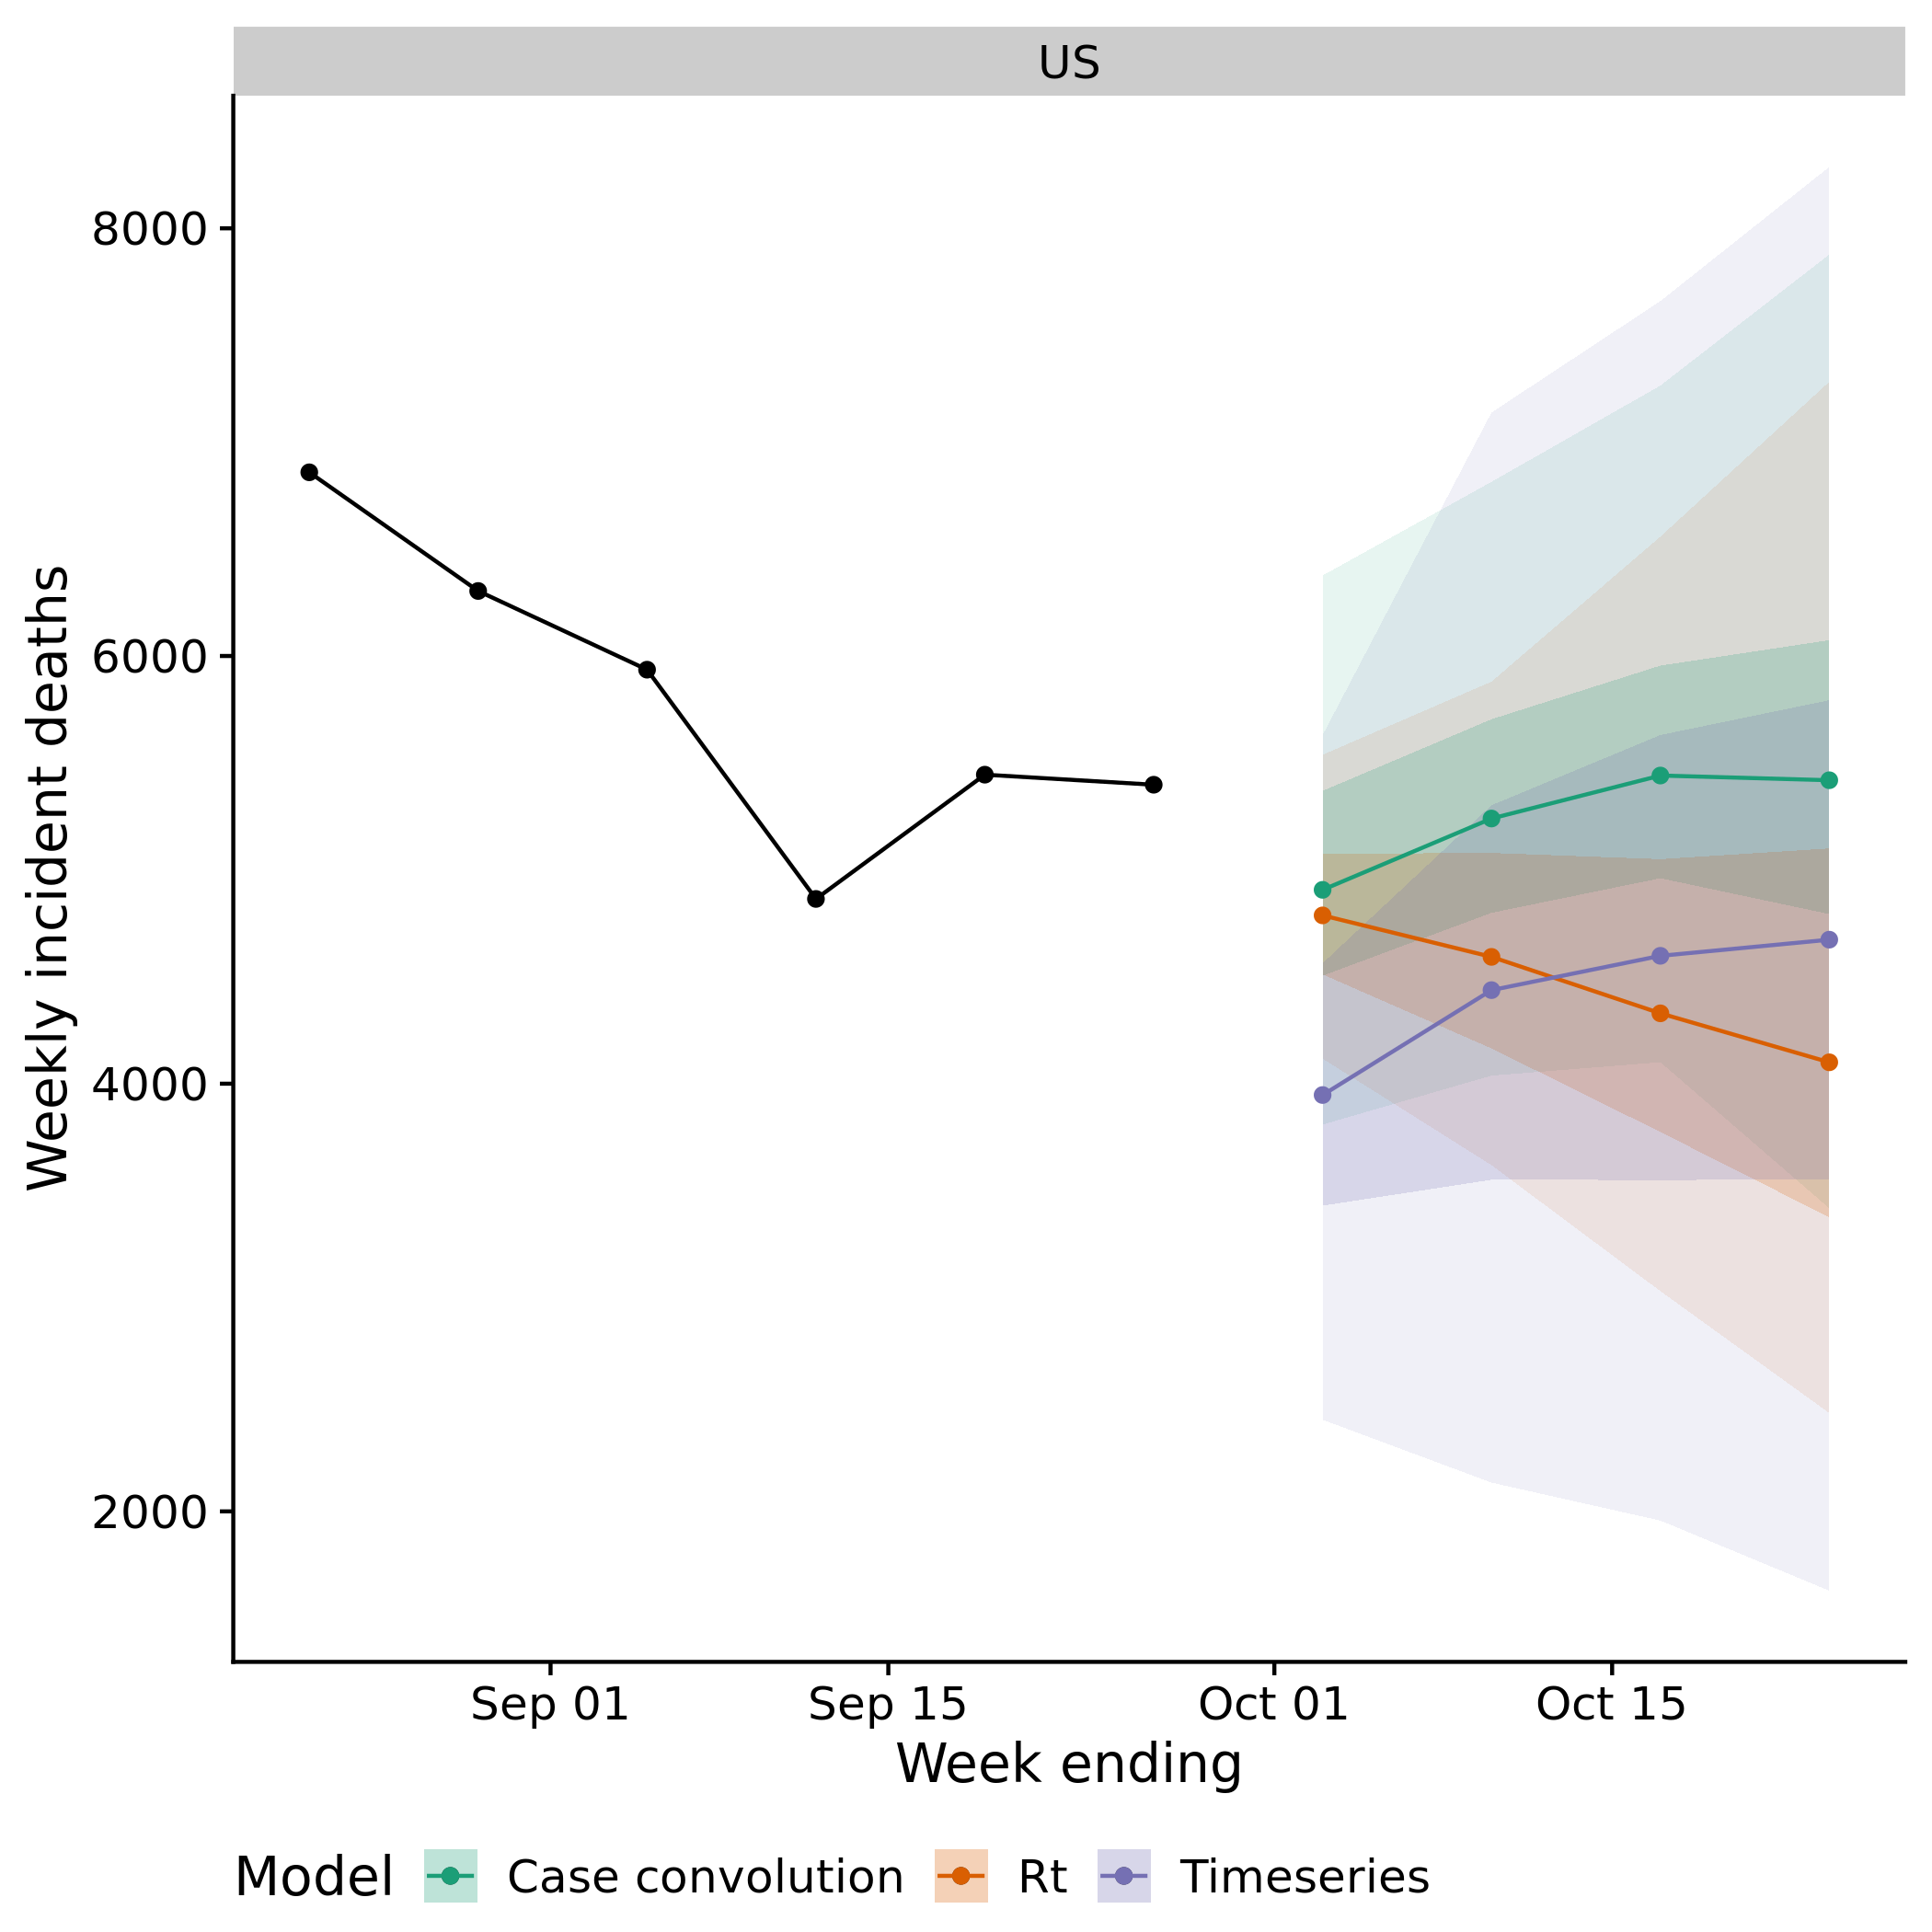 US
8000
6000
4000
2000
Weekly incident deaths
Sep 01
Sep 15
Oct 01
Oct 15
Week ending
Model Case convolution Rt Timeseries